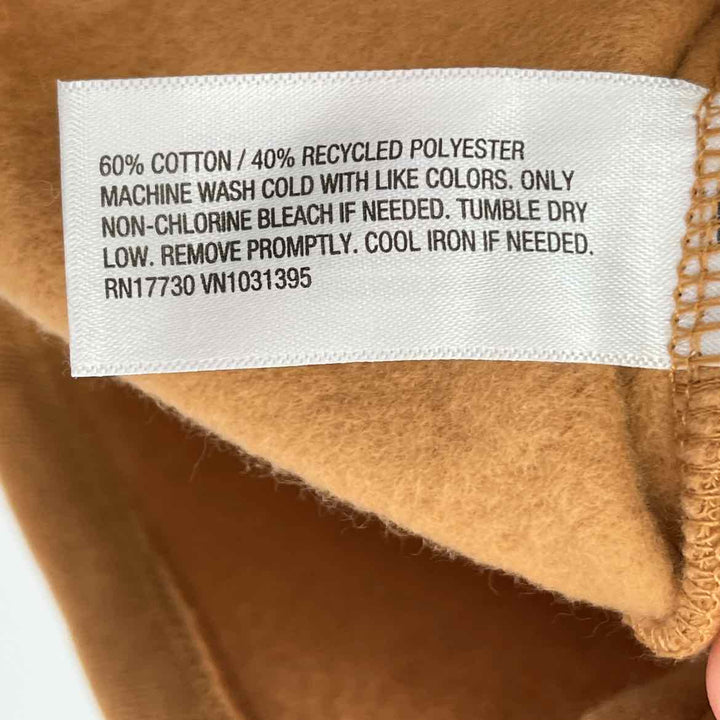 60% COTTON / 40% RECYCLED POLYESTER
MACHINE WASH COLD WITH LIKE COLORS. ONLY
NON-CHLORINE BLEACH IF NEEDED. TUMBLE DRY
LOW. REMOVE PROMPTLY. COOL IRON IF NEEDED.
RN17730 VN1031395